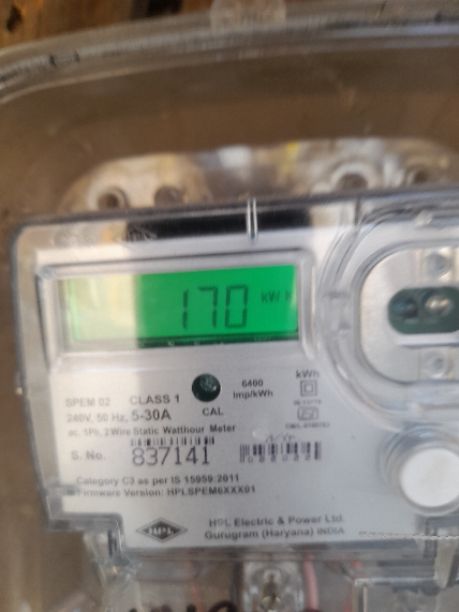 170 kWh
SPEM 02 CLASS 1
240V, 50 Hz, 5-30A
CAL
6400
imp/kWh
kWh
ac. 1Ph, 2Wire Static Watthour Meter
S. No. 837141
Category C3 as per IS 15959:2011
Firmware Version: HPLSPEM6XXX01
HPL
HPL Electric & Power Ltd.
Gurugram (Haryana) INDIA